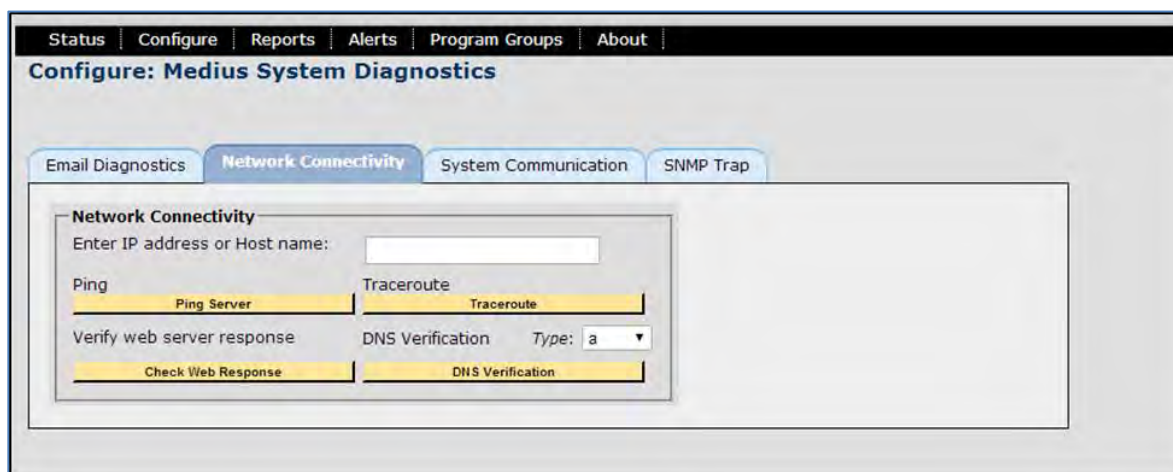 Status Configure Reports Alerts Program Groups About
Configure: Medius System Diagnostics
Email Diagnostics Network Connectivity System Communication SNMP Trap
Network Connectivity
Enter IP address or Host name:
Ping Traceroute
Ping Server Traceroute
Verify web server response DNS Verification Type: a
Check Web Response DNS Verification